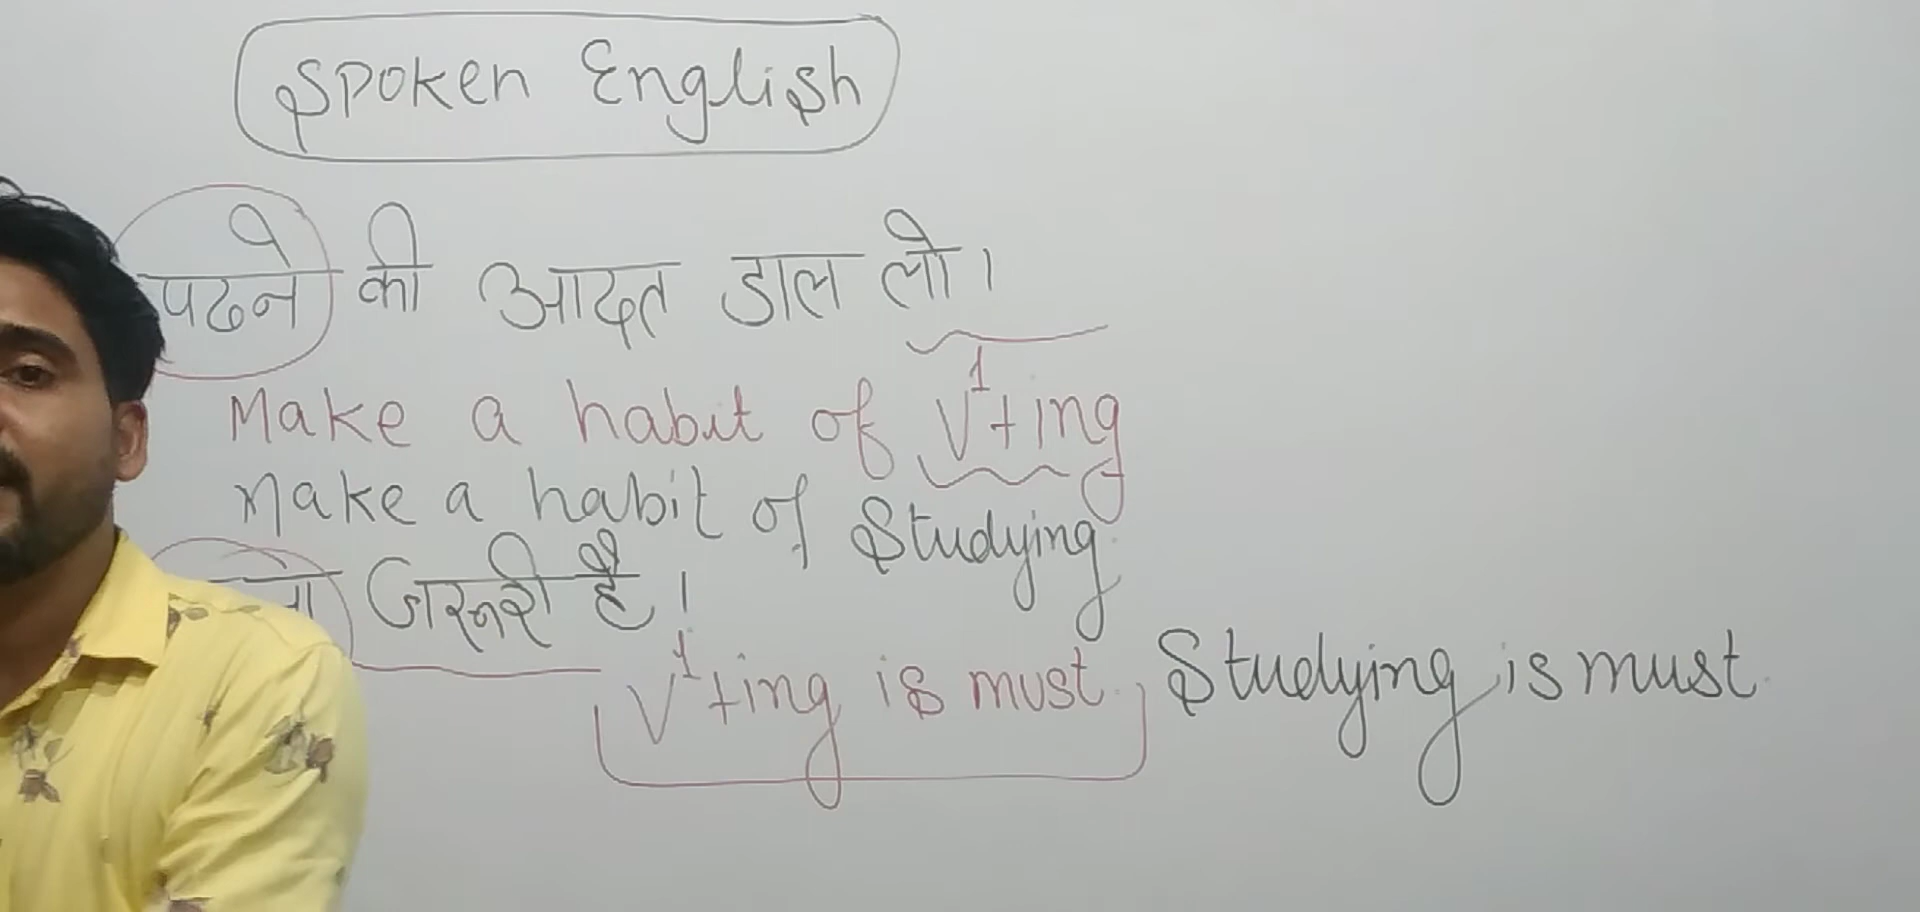 Spoken English
पढने की आदत डाल लो।
Make a habit of V¹+ing
Make a habit of Studying
जरूरी है।
V¹+ing is must. Studying is must.